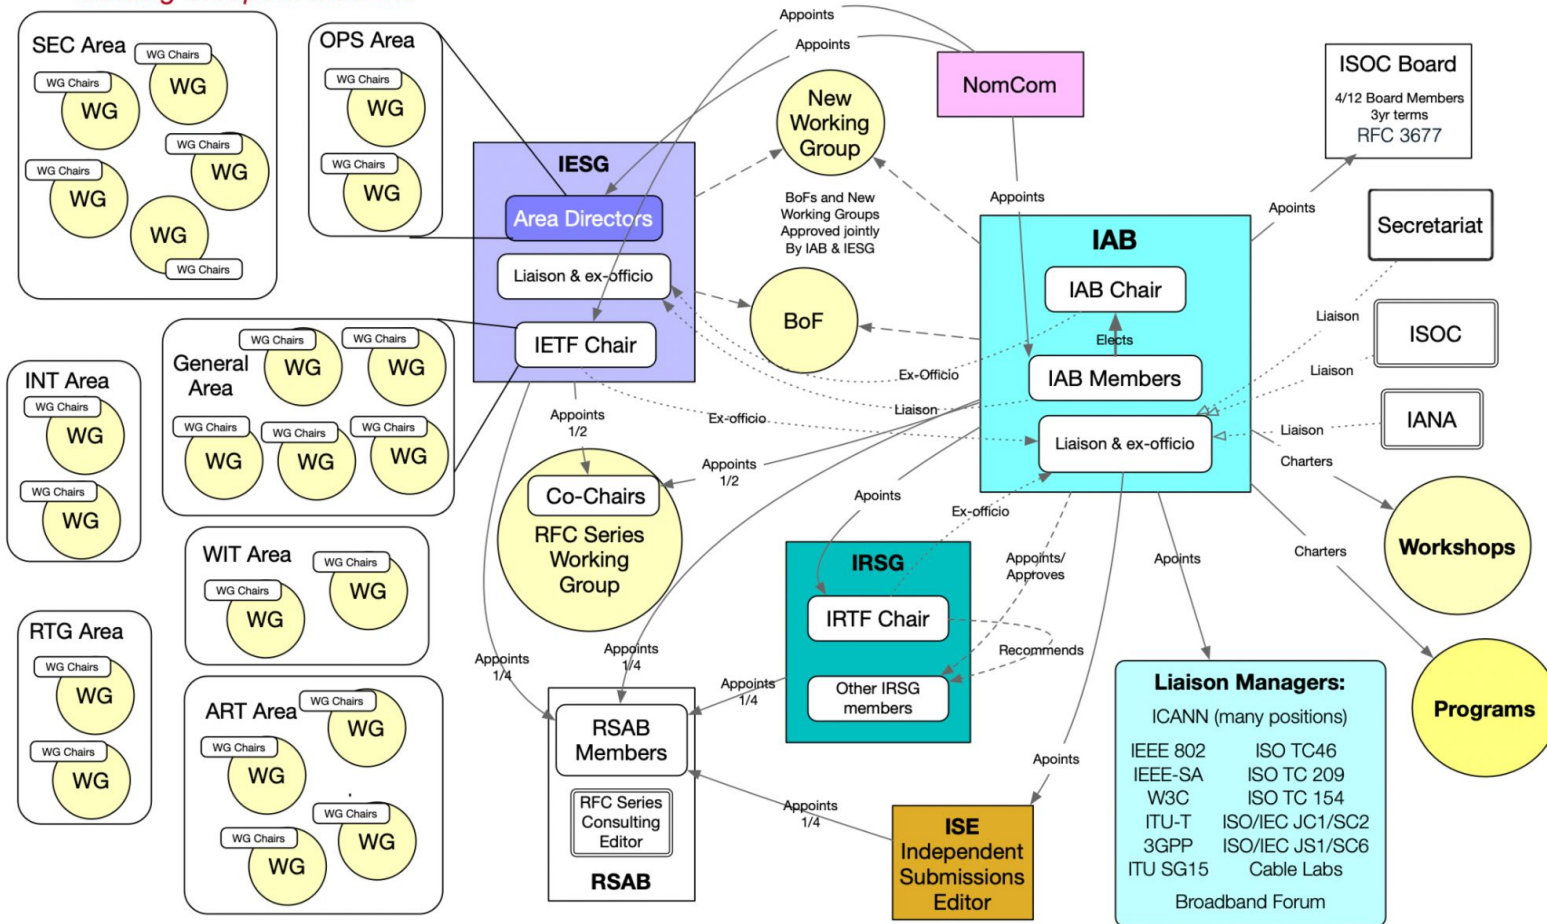 SEC Area
WG Chairs
WG
WG Chairs
WG
WG Chairs
WG
WG Chairs
WG
WG
WG Chairs
OPS Area
WG Chairs
WG
WG Chairs
WG
INT Area
WG Chairs
WG
WG Chairs
WG
General
Area
WG Chairs
WG
WG Chairs
WG
WG Chairs
WG
WG Chairs
WG
WG Chairs
WG
WIT Area
WG Chairs
WG
WG Chairs
WG
RTG Area
WG Chairs
WG
WG Chairs
WG
ART Area
WG Chairs
WG
WG Chairs
WG
WG Chairs
WG
WG Chairs
WG
IESG
Area Directors
Liaison & ex-officio
IETF Chair
Appoints
Appoints
New
Working
Group
BoFs and New
Working Groups
Approved jointly
By IAB & IESG
BoF
NomCom
Appoints
IAB
IAB Chair
Elects
IAB Members
Liaison & ex-officio
Ex-Officio
Liaison
Ex-officio
Appoints
1/2
Appoints
1/2
Co-Chairs
RFC Series
Working
Group
Apoints
Ex-officio
Appoints/
Approves
IRSG
IRTF Chair
Recommends
Other IRSG
members
Appoints
1/4
Appoints
1/4
Appoints
1/4
Appoints
1/4
RSAB
Members
RFC Series
Consulting
Editor
RSAB
Apoints
ISE
Independent
Submissions
Editor
ISOC Board
4/12 Board Members
3yr terms
RFC 3677
Apoints
Secretariat
Liaison
ISOC
Liaison
IANA
Liaison
Charters
Workshops
Charters
Programs
Apoints
Liaison Managers:
ICANN (many positions)
IEEE 802 ISO TC46
IEEE-SA ISO TC 209
W3C ISO TC 154
ITU-T ISO/IEC JC1/SC2
3GPP ISO/IEC JS1/SC6
ITU SG15 Cable Labs
Broadband Forum